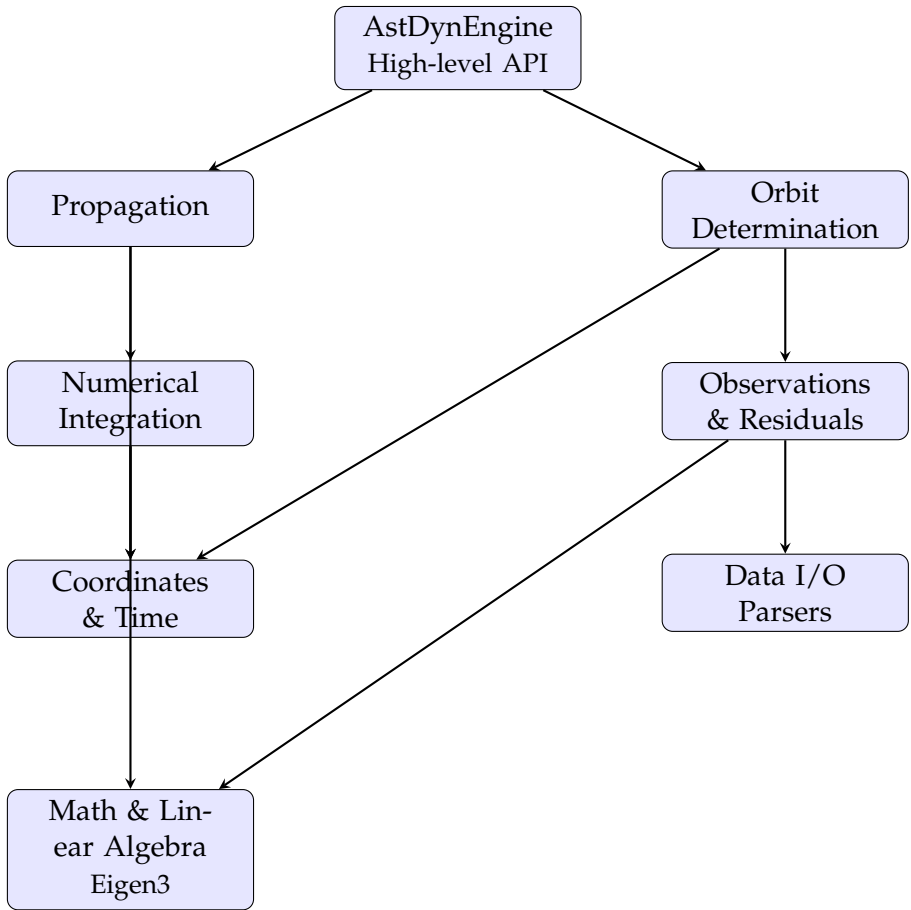 AstDynEngine
High-level API
Propagation
Orbit
Determination
Numerical
Integration
Observations
& Residuals
Coordinates
& Time
Data I/O
Parsers
Math & Lin-
ear Algebra
Eigen3